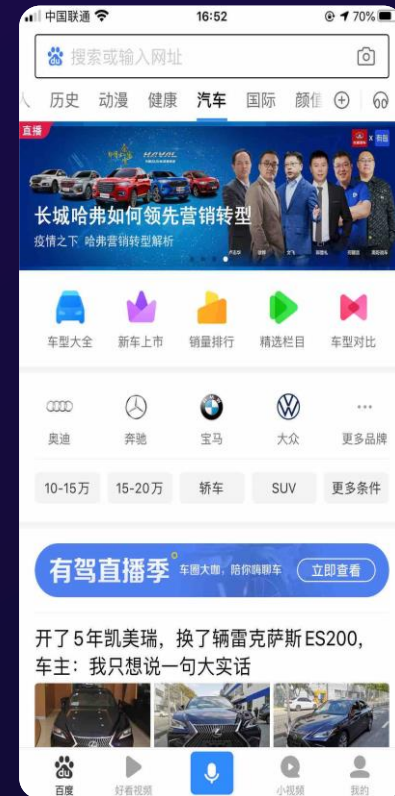 中国联通
16:52
70%
搜索或输入网址
历史 动漫 健康 汽车 国际 颜值
直播
HAVAL
长城哈弗如何领先营销转型
疫情之下 哈弗营销转型解析
车型大全 新车上市 销量排行 精选栏目 车型对比
奥迪 奔驰 宝马 大众 更多品牌
10-15万 15-20万 轿车 SUV 更多条件
有驾直播季 车圈大咖,陪你嗨聊车 立即查看
开了5年凯美瑞,换了辆雷克萨斯ES200,
车主:我只想说一句大实话
du
百度 好看视频 小视频 我的